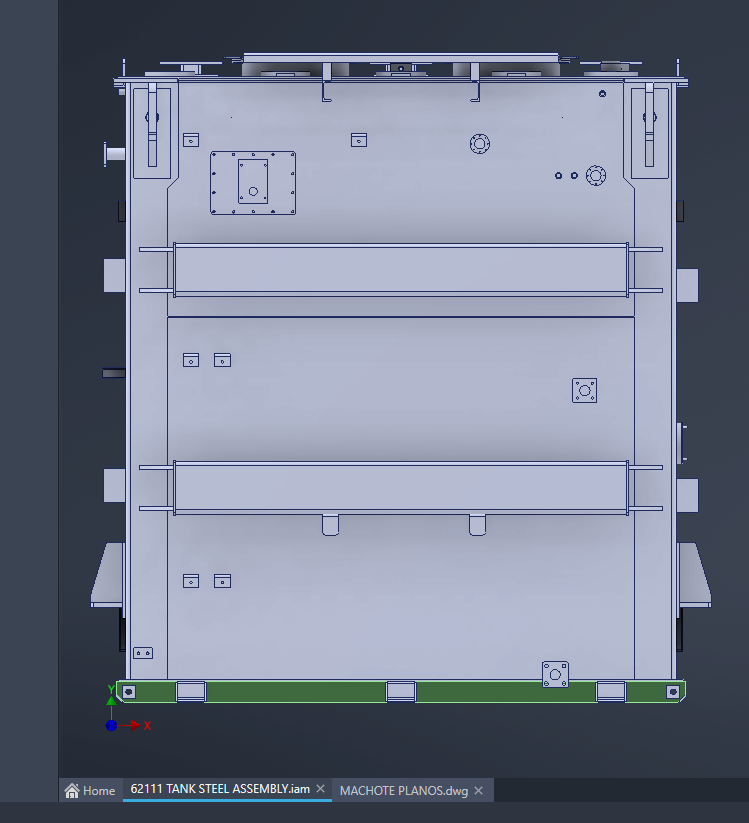 Y
X
Home
62111 TANK STEEL ASSEMBLY.iam
MACHOTE PLANOS.dwg